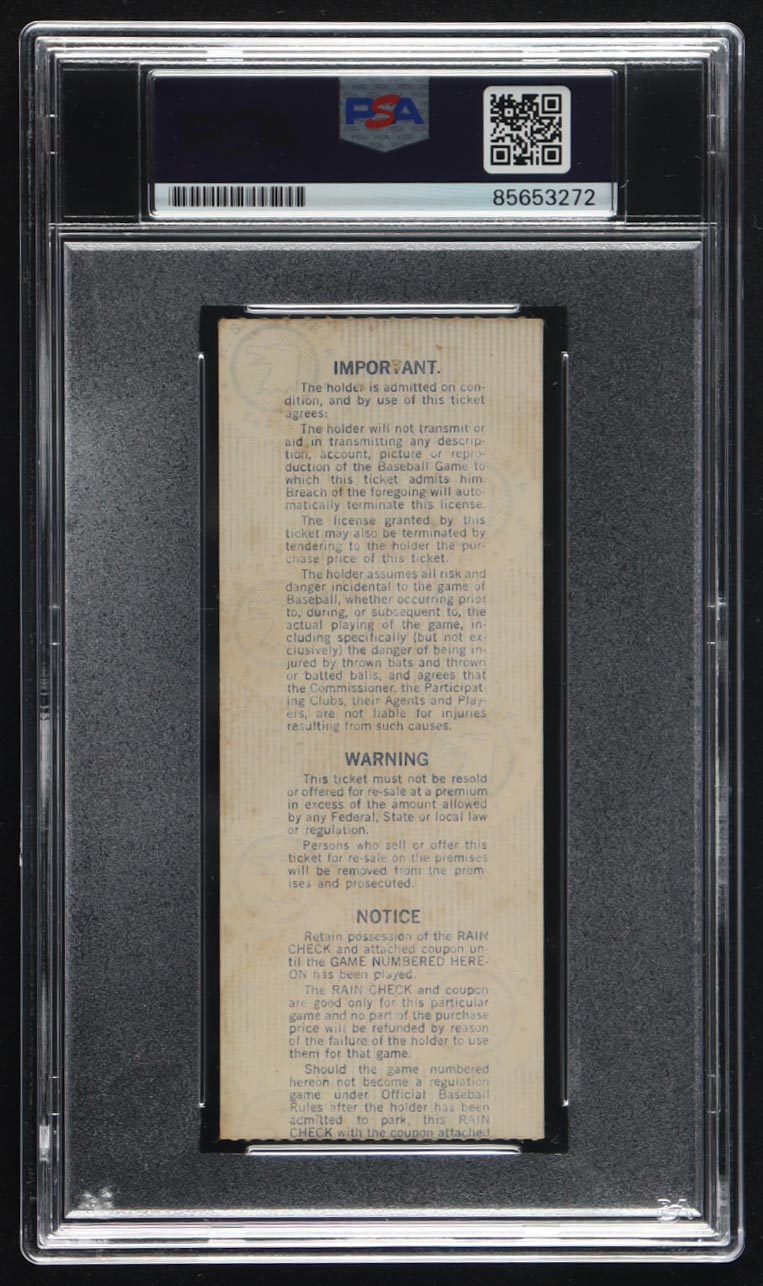 PSA
85653272
IMPORTANT.
The holder is admitted on con-
dition, and by use of this ticket
agrees:
The holder will not transmit or
aid in transmitting any descrip-
tion, account, picture or repro-
duction of the Baseball Game to
which this ticket admits him.
Breach of the foregoing will auto-
matically terminate this license.
The license granted by this
ticket may also be terminated by
tendering to the holder the pur-
chase price of this ticket.
The holder assumes all risk and
danger incidental to the game of
Baseball, whether occurring prior
to, during, or subsequent to, the
actual playing of the game, in-
cluding specifically (but not ex-
clusively) the danger of being in-
jured by thrown bats and thrown
or batted balls, and agrees that
the Commissioner, the Participat-
ing Clubs, their Agents and Play-
ers, are not liable for injuries
resulting from such causes.
WARNING
This ticket must not be resold
or offered for re-sale at a premium
in excess of the amount allowed
by any Federal, State or local law
or regulation.
Persons who sell or offer this
ticket for re-sale on the premises
will be removed from the prem-
ises and prosecuted.
NOTICE
Retain possession of the RAIN
CHECK and attached coupon un-
til the GAME NUMBERED HERE-
ON has been played.
The RAIN CHECK and coupon
are good only for this particular
game and no part of the purchase
price will be refunded by reason
of the failure of the holder to use
them for that game.
Should the game numbered
hereon not become a regulation
game under Official Baseball
Rules after the holder has been
admitted to park, this RAIN
CHECK with the coupon attached